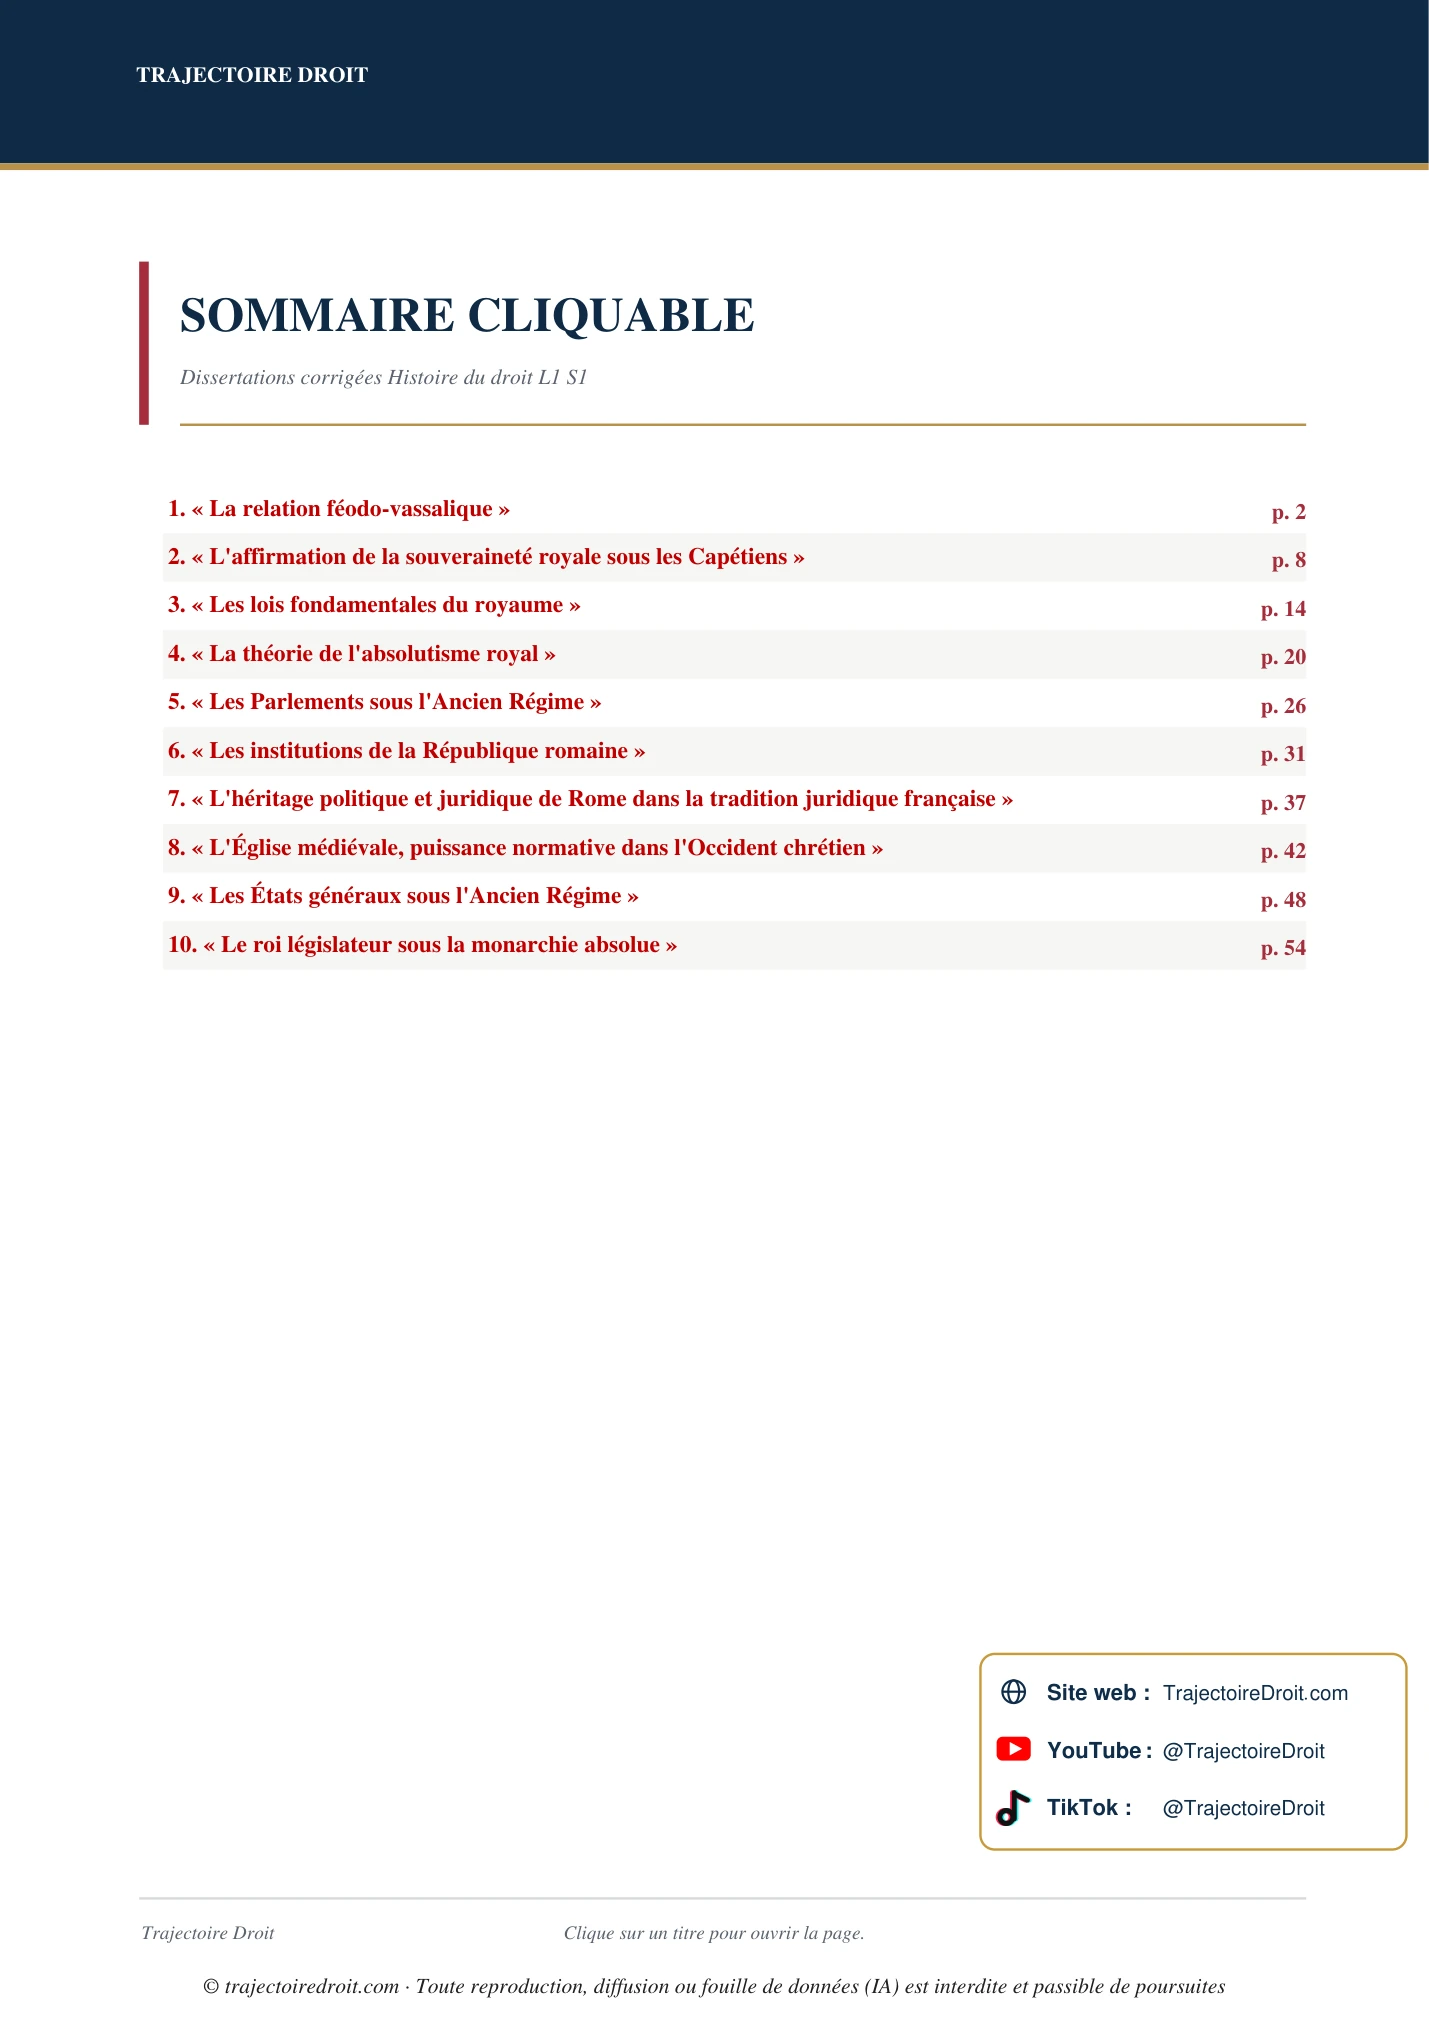 TRAJECTOIRE DROIT
SOMMAIRE CLIQUABLE
Dissertations corrigées Histoire du droit L1 S1
1. « La relation féodo-vassalique » p. 2
2. « L'affirmation de la souveraineté royale sous les Capétiens » p. 8
3. « Les lois fondamentales du royaume » p. 14
4. « La théorie de l'absolutisme royal » p. 20
5. « Les Parlements sous l'Ancien Régime » p. 26
6. « Les institutions de la République romaine » p. 31
7. « L'héritage politique et juridique de Rome dans la tradition juridique française » p. 37
8. « L'Église médiévale, puissance normative dans l'Occident chrétien » p. 42
9. « Les États généraux sous l'Ancien Régime » p. 48
10. « Le roi législateur sous la monarchie absolue » p. 54
Site web : TrajectoireDroit.com
YouTube : @TrajectoireDroit
TikTok : @TrajectoireDroit
Trajectoire Droit Clique sur un titre pour ouvrir la page.
© trajectoiredroit.com · Toute reproduction, diffusion ou fouille de données (IA) est interdite et passible de poursuites